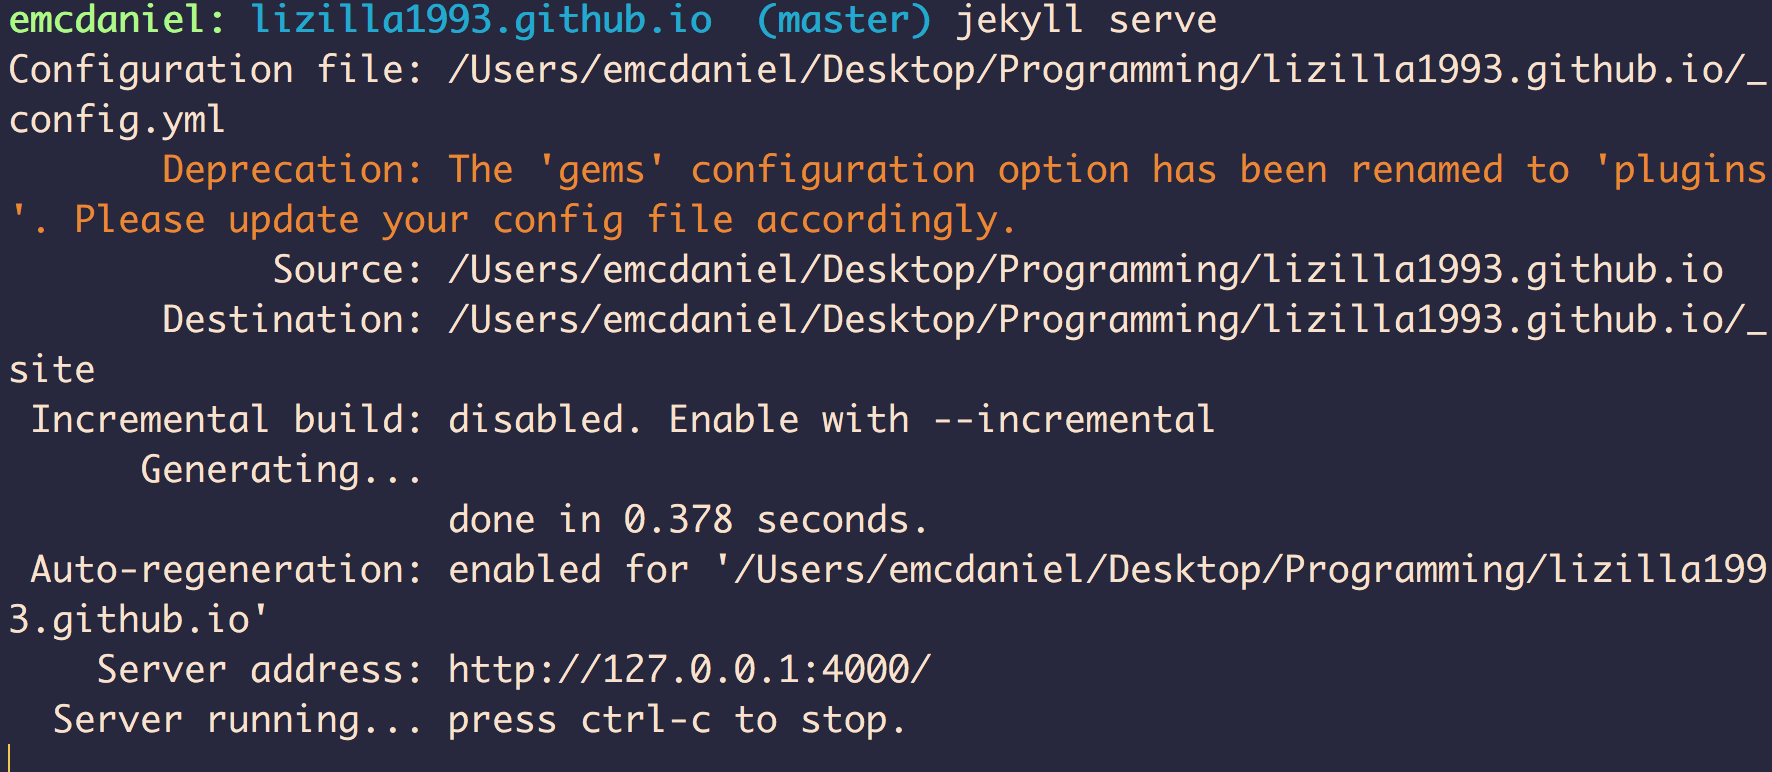 emcdaniel: lizilla1993.github.io (master) jekyll serve
Configuration file: /Users/emcdaniel/Desktop/Programming/lizilla1993.github.io/_
config.yml
Deprecation: The 'gems' configuration option has been renamed to 'plugins
'. Please update your config file accordingly.
Source: /Users/emcdaniel/Desktop/Programming/lizilla1993.github.io
Destination: /Users/emcdaniel/Desktop/Programming/lizilla1993.github.io/_
site
Incremental build: disabled. Enable with --incremental
Generating...
done in 0.378 seconds.
Auto-regeneration: enabled for '/Users/emcdaniel/Desktop/Programming/lizilla199
3.github.io'
Server address: http://127.0.0.1:4000/
Server running... press ctrl-c to stop.